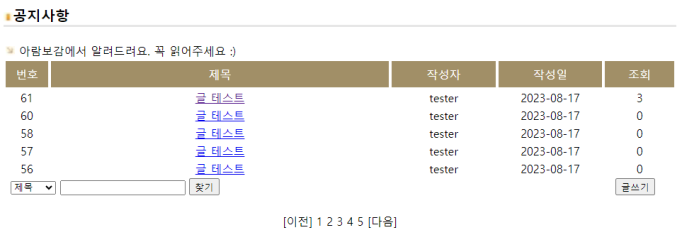 공지사항
아람보감에서 알려드려요. 꼭 읽어주세요 :)
번호 제목 작성자 작성일 조회
61 글 테스트 tester 2023-08-17 3
60 글 테스트 tester 2023-08-17 0
58 글 테스트 tester 2023-08-17 0
57 글 테스트 tester 2023-08-17 0
56 글 테스트 tester 2023-08-17 0
제목 찾기 글쓰기
[이전] 1 2 3 4 5 [다음]